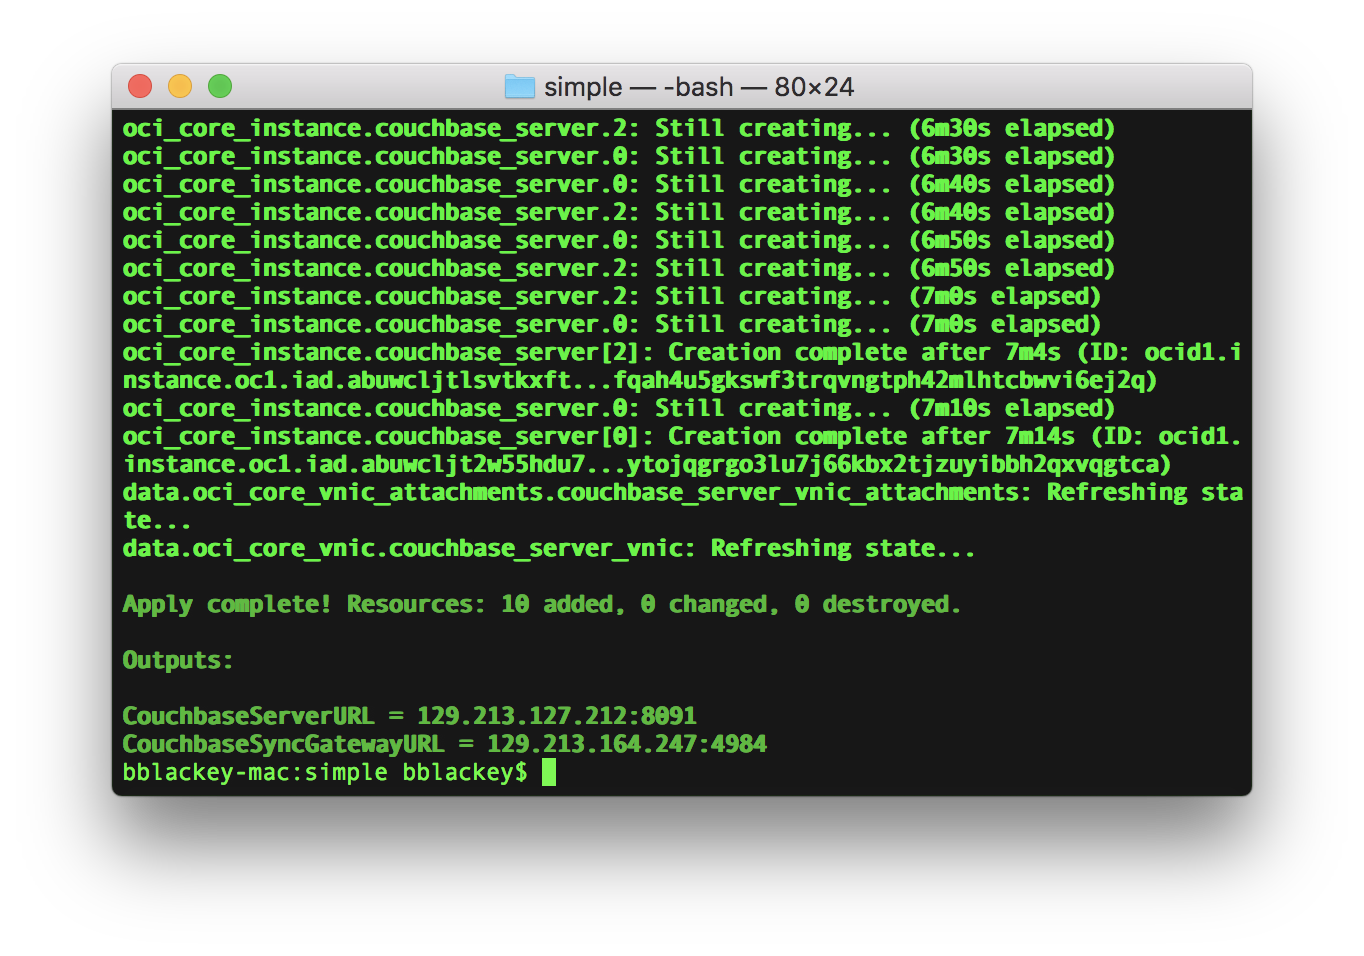 simple — -bash — 80×24
oci_core_instance.couchbase_server.2: Still creating... (6m30s elapsed)
oci_core_instance.couchbase_server.0: Still creating... (6m30s elapsed)
oci_core_instance.couchbase_server.0: Still creating... (6m40s elapsed)
oci_core_instance.couchbase_server.2: Still creating... (6m40s elapsed)
oci_core_instance.couchbase_server.0: Still creating... (6m50s elapsed)
oci_core_instance.couchbase_server.2: Still creating... (6m50s elapsed)
oci_core_instance.couchbase_server.2: Still creating... (7m0s elapsed)
oci_core_instance.couchbase_server.0: Still creating... (7m0s elapsed)
oci_core_instance.couchbase_server[2]: Creation complete after 7m4s (ID: ocid1.i
nstance.oc1.iad.abuwcljtlsvtkxft...fqah4u5gkswf3trqvngtph42mlhtcbwvi6ej2q)
oci_core_instance.couchbase_server.0: Still creating... (7m10s elapsed)
oci_core_instance.couchbase_server[0]: Creation complete after 7m14s (ID: ocid1.
instance.oc1.iad.abuwcljt2w55hdu7...ytojqgrgo3lu7j66kbx2tjzuyibbh2qxvqgtca)
data.oci_core_vnic_attachments.couchbase_server_vnic_attachments: Refreshing sta
te...
data.oci_core_vnic.couchbase_server_vnic: Refreshing state...
Apply complete! Resources: 10 added, 0 changed, 0 destroyed.
Outputs:
CouchbaseServerURL = 129.213.127.212:8091
CouchbaseSyncGatewayURL = 129.213.164.247:4984
bblackey-mac:simple bblackey$